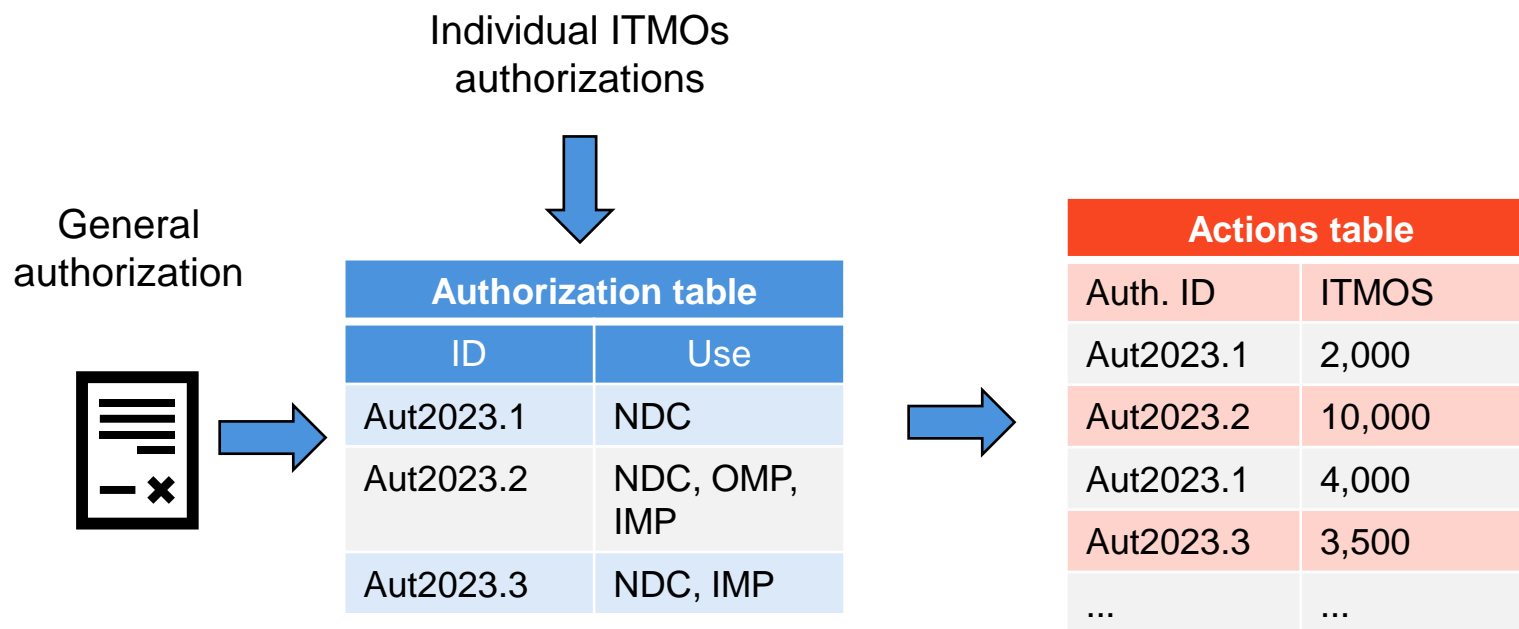 Individual ITMOs
authorizations
General
authorization
Authorization table
ID Use
Aut2023.1 NDC
Aut2023.2 NDC, OMP,
IMP
Aut2023.3 NDC, IMP
Actions table
Auth. ID ITMOS
Aut2023.1 2,000
Aut2023.2 10,000
Aut2023.1 4,000
Aut2023.3 3,500
... ...